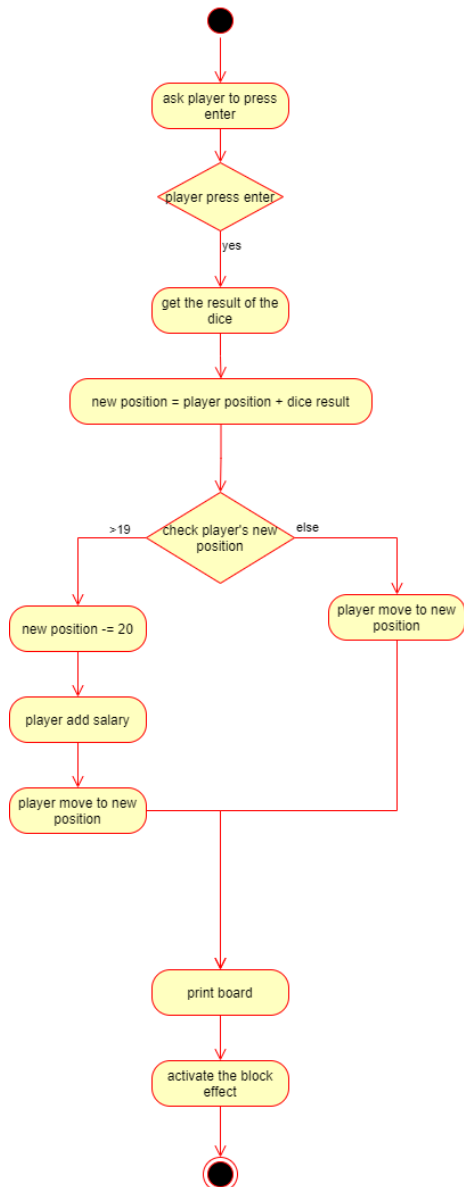 ask player to press
enter
player press enter
yes
get the result of the
dice
new position = player position + dice result
>19
check player's new
position
else
new position -= 20
player move to new
position
player add salary
player move to new
position
print board
activate the block
effect